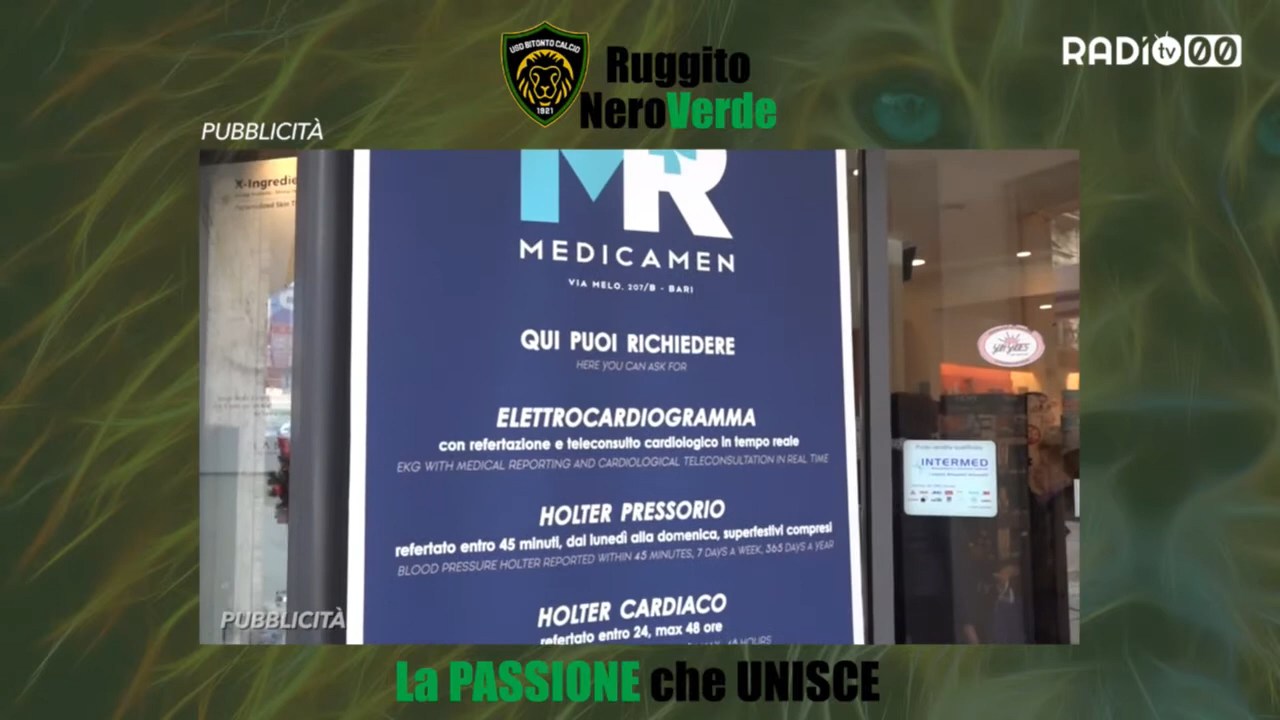 USD BITONTO CALCIO
1921
Ruggito
NeroVerde
RADIO tv 00
PUBBLICITÀ
X-Ingredie
MR
MEDICAMEN
VIA MELO, 207/B - BARI
QUI PUOI RICHIEDERE
HERE YOU CAN ASK FOR
ELETTROCARDIOGRAMMA
con refertazione e teleconsulto cardiologico in tempo reale
EKG WITH MEDICAL REPORTING AND CARDIOLOGICAL TELECONSULTATION IN REAL TIME
HOLTER PRESSORIO
refertato entro 45 minuti, dal lunedì alla domenica, superfestivi compresi
BLOOD PRESSURE HOLTER REPORTED WITHIN 45 MINUTES, 7 DAYS A WEEK, 365 DAYS A YEAR
HOLTER CARDIACO
refertato entro 24, max 48 ore
INTERMED
PUBBLICITÀ
La PASSIONE che UNISCE